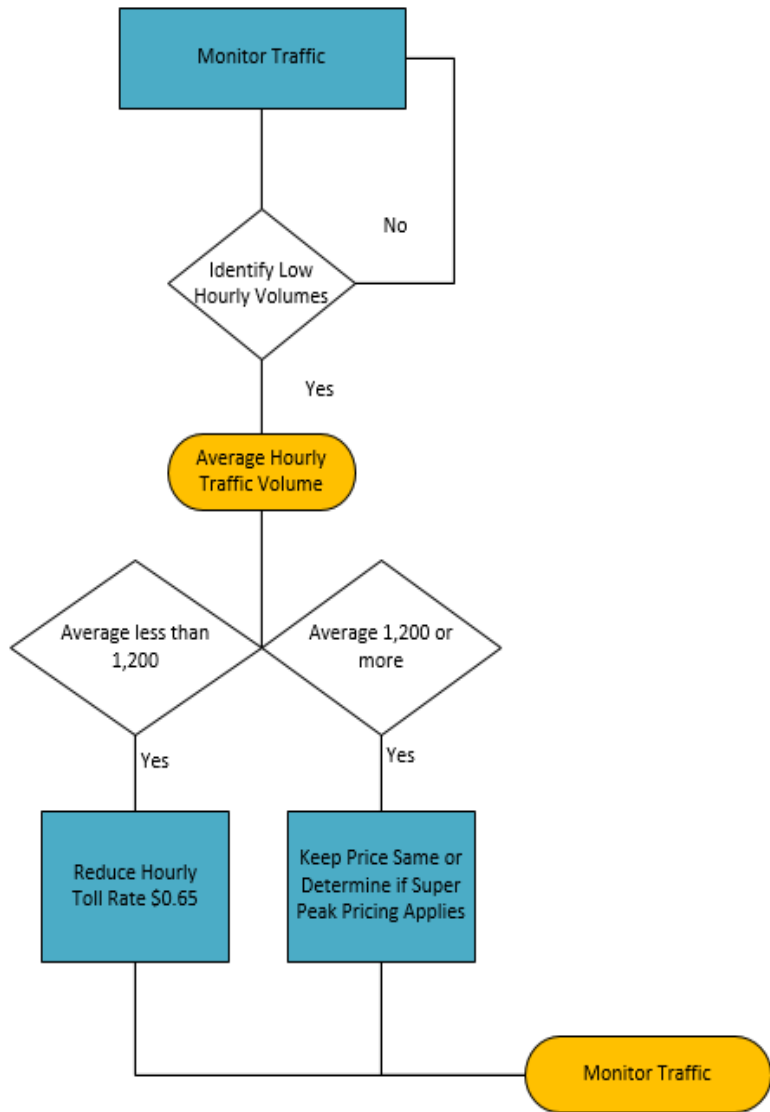 Monitor Traffic
No
Identify Low
Hourly Volumes
Yes
Average Hourly
Traffic Volume
Average less than
1,200
Average 1,200 or
more
Yes
Yes
Reduce Hourly
Toll Rate $0.65
Keep Price Same or
Determine if Super
Peak Pricing Applies
Monitor Traffic